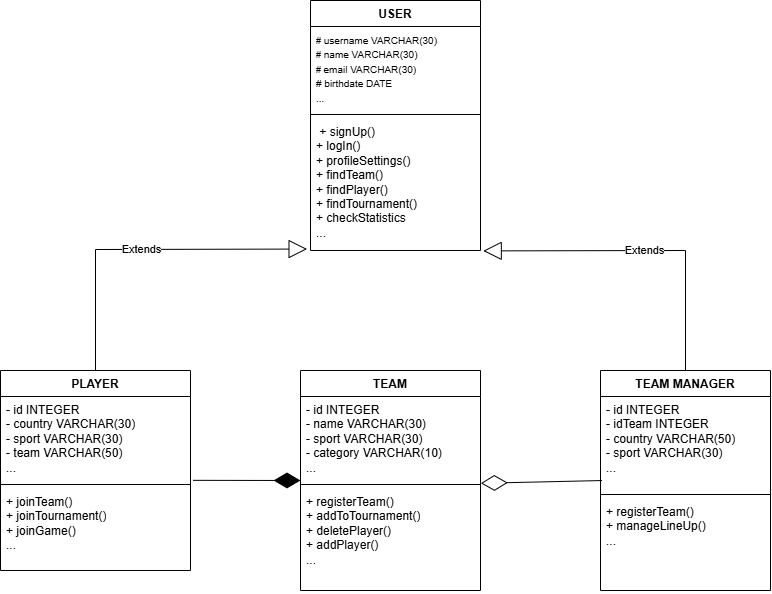 USER
# username VARCHAR(30)
# name VARCHAR(30)
# email VARCHAR(30)
# birthdate DATE
...
+ signUp()
+ logIn()
+ profileSettings()
+ findTeam()
+ findPlayer()
+ findTournament()
+ checkStatistics
...
Extends
Extends
PLAYER
- id INTEGER
- country VARCHAR(30)
- sport VARCHAR(30)
- team VARCHAR(50)
...
+ joinTeam()
+ joinTournament()
+ joinGame()
...
TEAM
- id INTEGER
- name VARCHAR(30)
- sport VARCHAR(30)
- category VARCHAR(10)
...
+ registerTeam()
+ addToTournament()
+ deletePlayer()
+ addPlayer()
...
TEAM MANAGER
- id INTEGER
- idTeam INTEGER
- country VARCHAR(50)
- sport VARCHAR(30)
...
+ registerTeam()
+ manageLineUp()
...